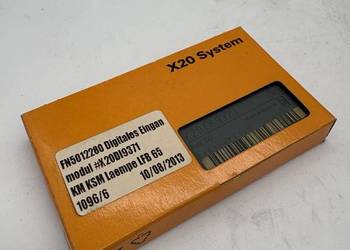 X20 System
FN5012280 Digitales Eingan
modul #X20DI9371
KM KSM Laempe LFB 65
1096/6 10/08/2013